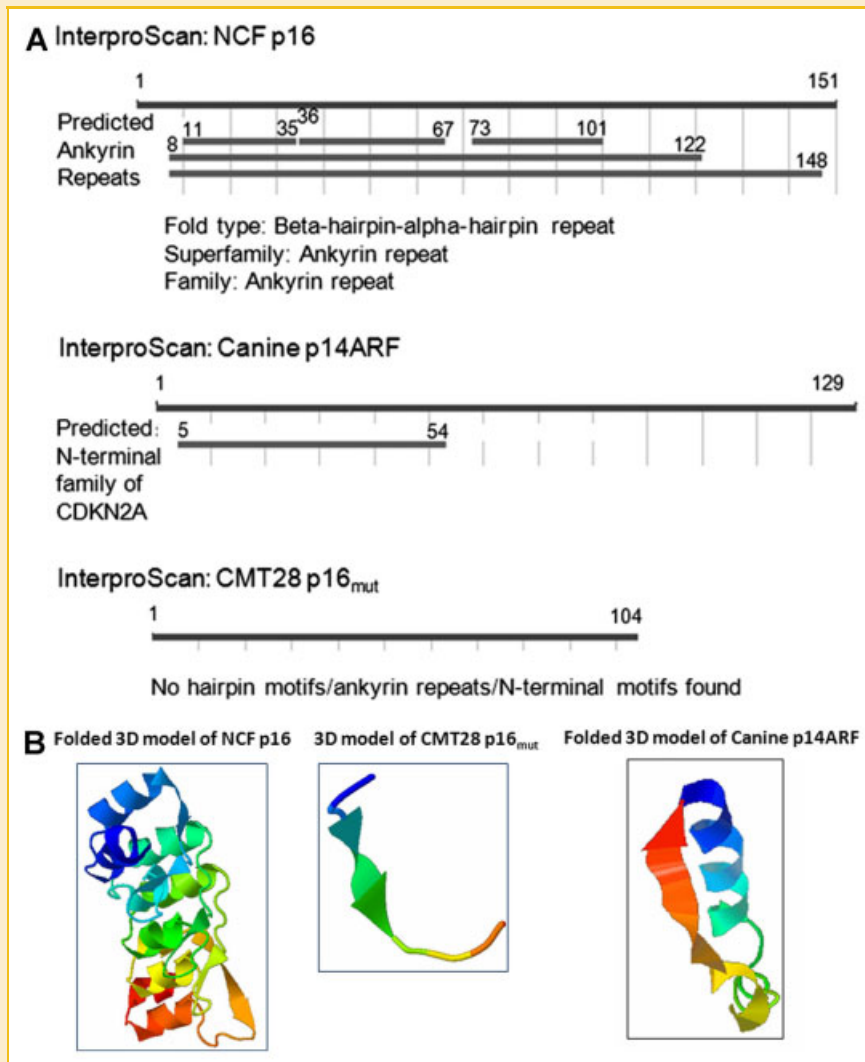 A InterproScan: NCF p16
1 151
Predicted 11 35 36 67 73 101
Ankyrin 8 122
Repeats 148
Fold type: Beta-hairpin-alpha-hairpin repeat
Superfamily: Ankyrin repeat
Family: Ankyrin repeat
InterproScan: Canine p14ARF
1 129
Predicted: 5 54
N-terminal
family of
CDKN2A
InterproScan: CMT28 p16mut
1 104
No hairpin motifs/ankyrin repeats/N-terminal motifs found
B Folded 3D model of NCF p16 3D model of CMT28 p16mut Folded 3D model of Canine p14ARF